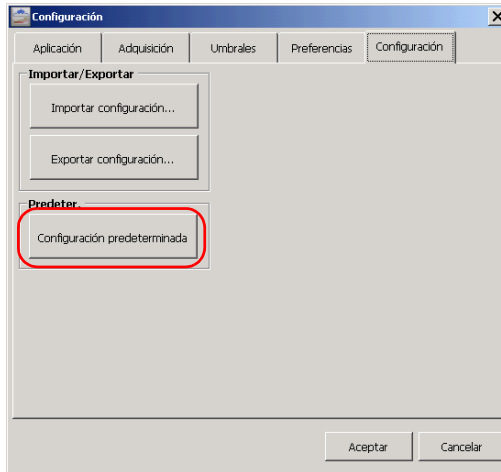 Configuración
Aplicación Adquisición Umbrales Preferencias Configuración
Importar/Exportar
Importar configuración...
Exportar configuración...
Predeter.
Configuración predeterminada
Aceptar Cancelar